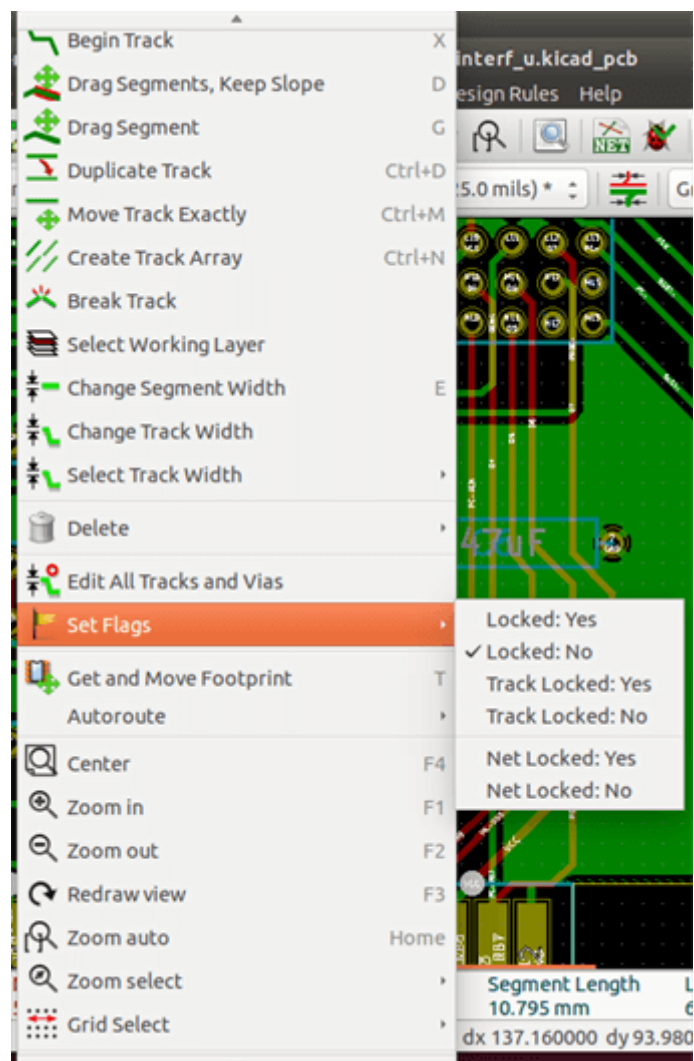 Begin Track X
Drag Segments, Keep Slope D
Drag Segment G
Duplicate Track Ctrl+D
Move Track Exactly Ctrl+M
Create Track Array Ctrl+N
Break Track
Select Working Layer
Change Segment Width E
Change Track Width
Select Track Width
Delete
Edit All Tracks and Vias
Set Flags
Get and Move Footprint T
Autoroute
Center F4
Zoom in F1
Zoom out F2
Redraw view F3
Zoom auto Home
Zoom select
Grid Select
interf_u.kicad_pcb
esign Rules Help
NET
5.0 mils) *
47uF
Locked: Yes
Locked: No
Track Locked: Yes
Track Locked: No
Net Locked: Yes
Net Locked: No
VCC
Segment Length
10.795 mm
dx 137.160000 dy 93.980